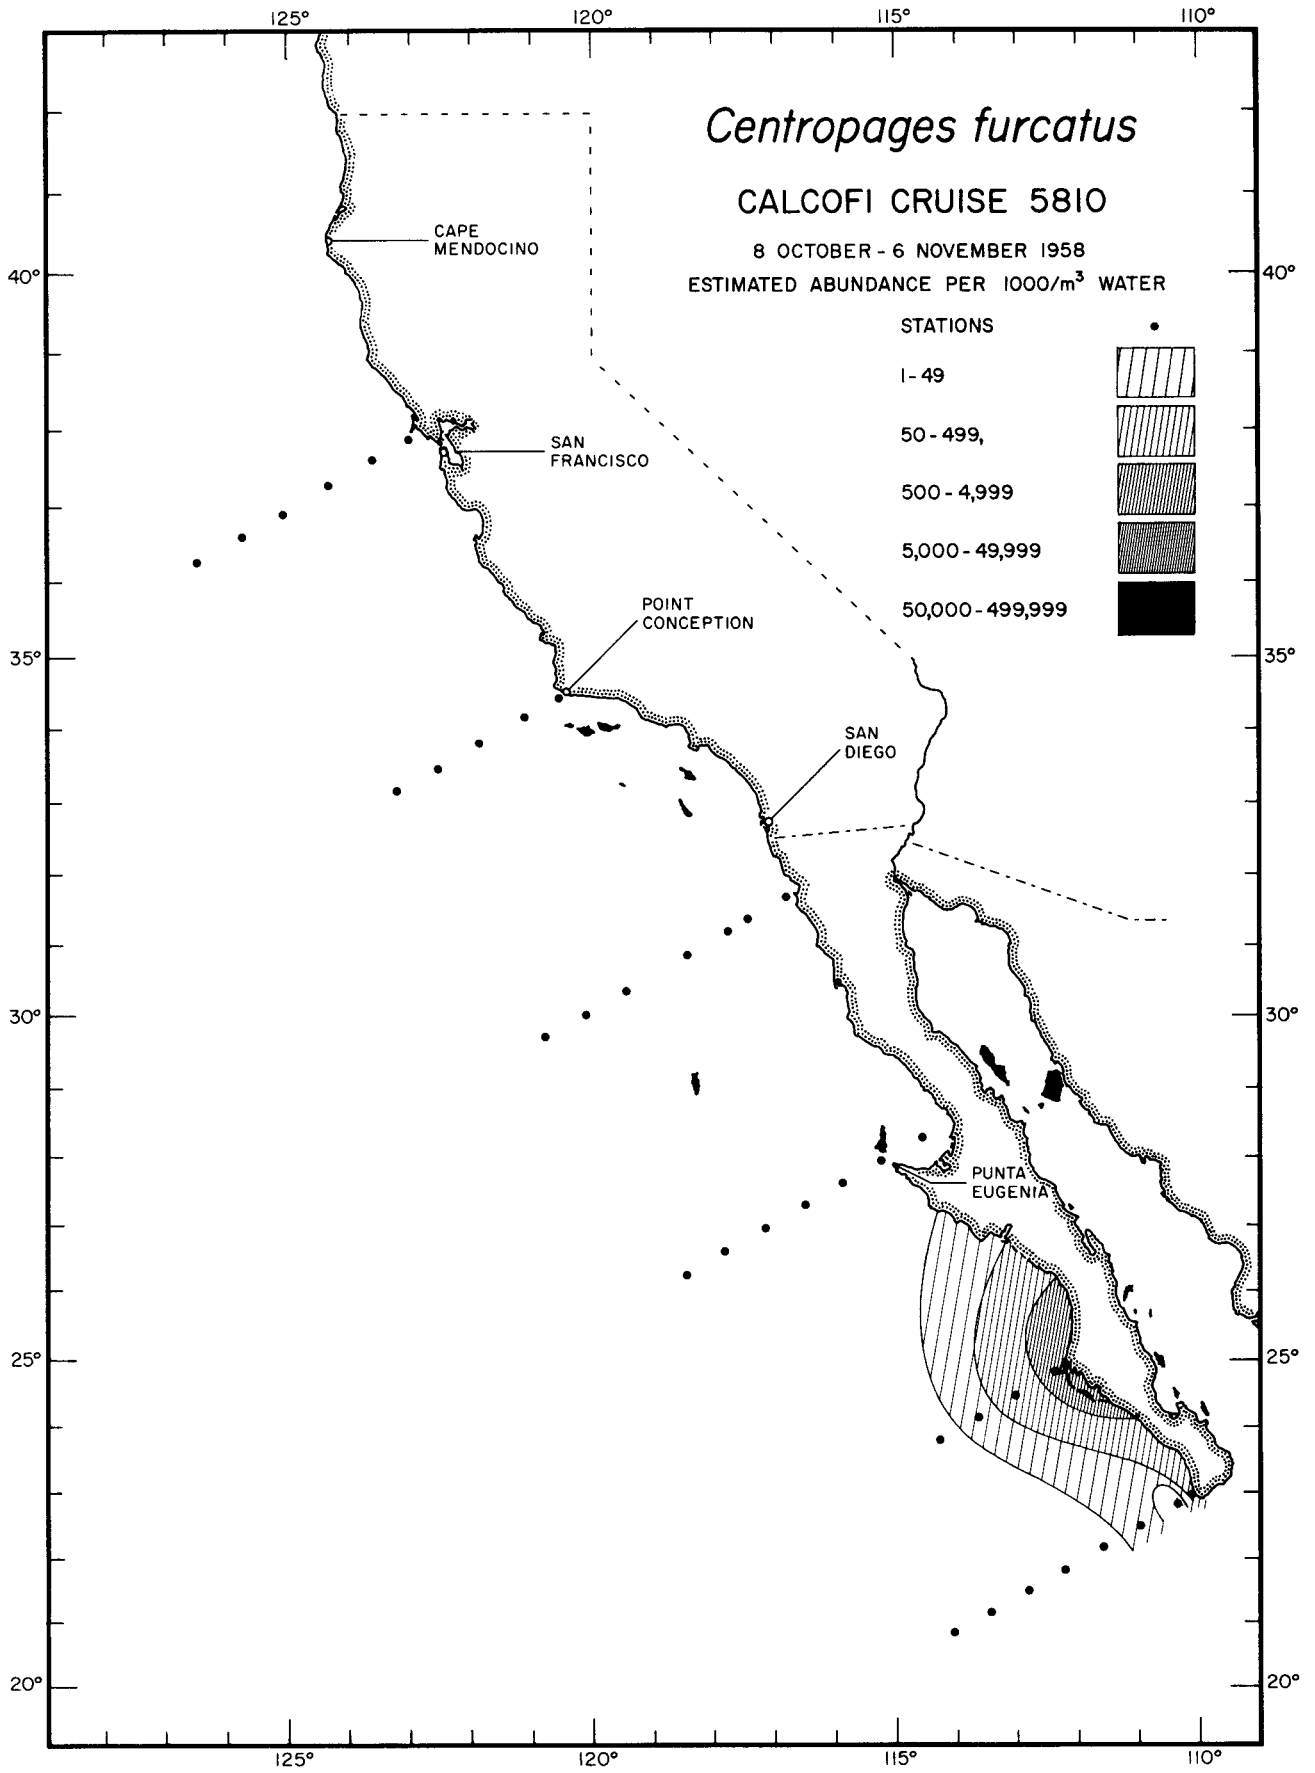 125° 120° 115° 110°
Centropages furcatus
CALCOFI CRUISE 5810
8 OCTOBER - 6 NOVEMBER 1958
ESTIMATED ABUNDANCE PER 1000/m³ WATER
STATIONS
1-49
50-499,
500-4,999
5,000-49,999
50,000-499,999
CAPE
MENDOCINO
40° 40°
SAN
FRANCISCO
POINT
CONCEPTION
35° 35°
SAN
DIEGO
30° 30°
PUNTA
EUGENIA
25° 25°
20° 20°
125° 120° 115° 110°